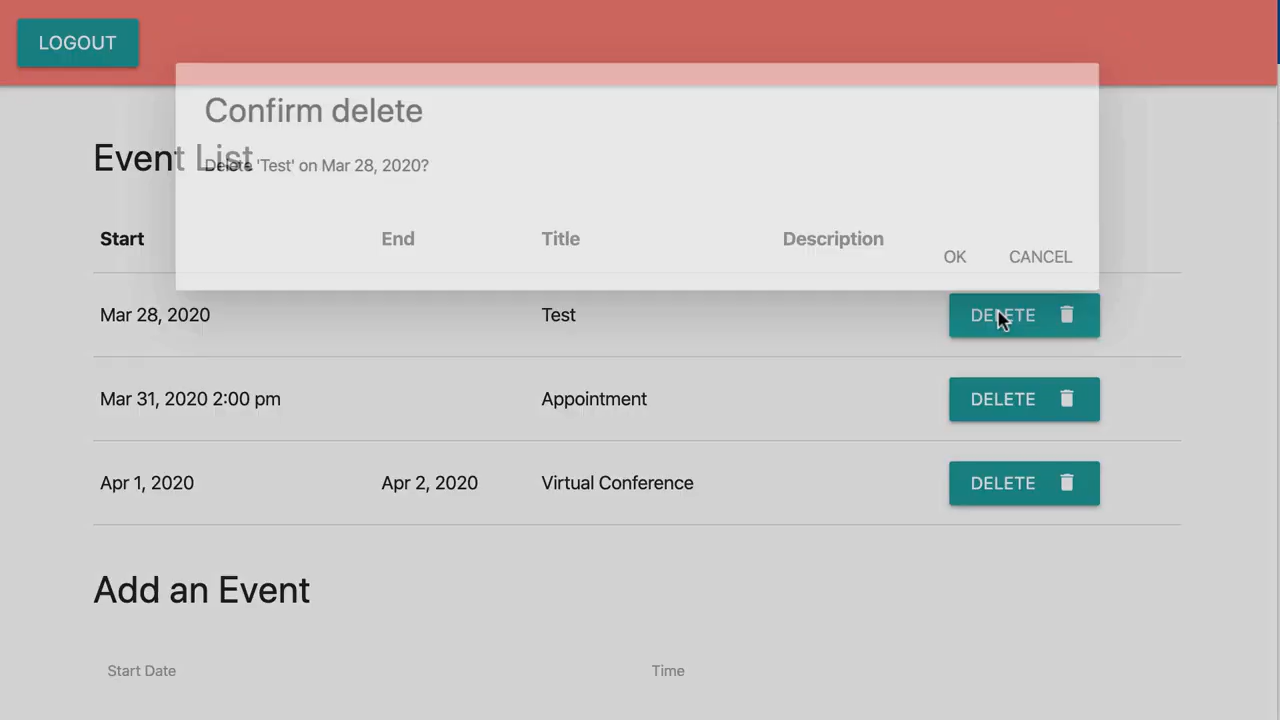 LOGOUT
Confirm delete
Event List
Delete 'Test' on Mar 28, 2020?
Start End Title Description
OK CANCEL
Mar 28, 2020 Test DELETE
Mar 31, 2020 2:00 pm Appointment DELETE
Apr 1, 2020 Apr 2, 2020 Virtual Conference DELETE
Add an Event
Start Date Time